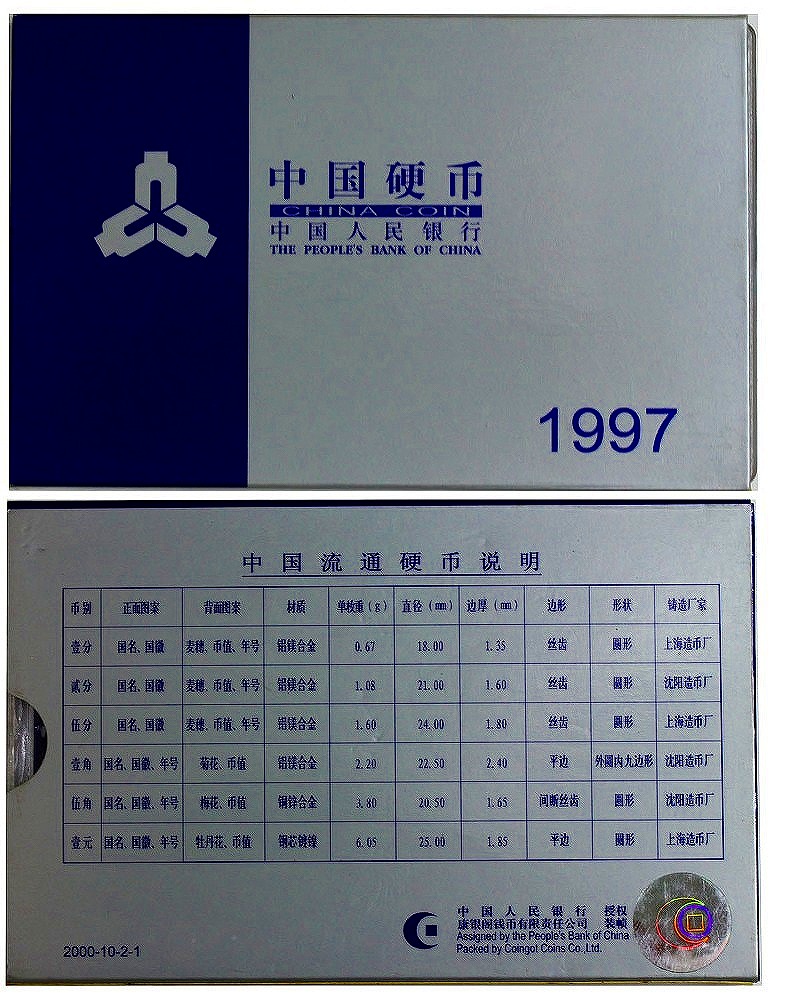 中国硬币
CHINA COIN
中国人民银行
THE PEOPLE'S BANK OF CHINA
1997
中国流通硬币说明
币别 正面图案 背面图案 材质 单枚重(g) 直径(mm) 边厚(mm) 边形 形状 铸造厂家
壹分 国名、国徽 麦穗、币值、年号 铝镁合金 0.67 18.00 1.35 丝齿 圆形 上海造币厂
贰分 国名、国徽 麦穗、币值、年号 铝镁合金 1.08 21.00 1.60 丝齿 圆形 沈阳造币厂
伍分 国名、国徽 麦穗、币值、年号 铝镁合金 1.60 24.00 1.80 丝齿 圆形 上海造币厂
壹角 国名、国徽、年号 菊花、币值 铝镁合金 2.20 22.50 2.40 平边 外圆内九边形 沈阳造币厂
伍角 国名、国徽、年号 梅花、币值 铜锌合金 3.80 20.50 1.65 间断丝齿 圆形 沈阳造币厂
壹元 国名、国徽、年号 牡丹花、币值 钢芯镀镍 6.05 25.00 1.85 平边 圆形 上海造币厂
中国人民银行 授权
康银阁钱币有限责任公司 装帧
Assigned by the People's Bank of China
Packed by Coingot Coins Co.,Ltd.
2000-10-2-1